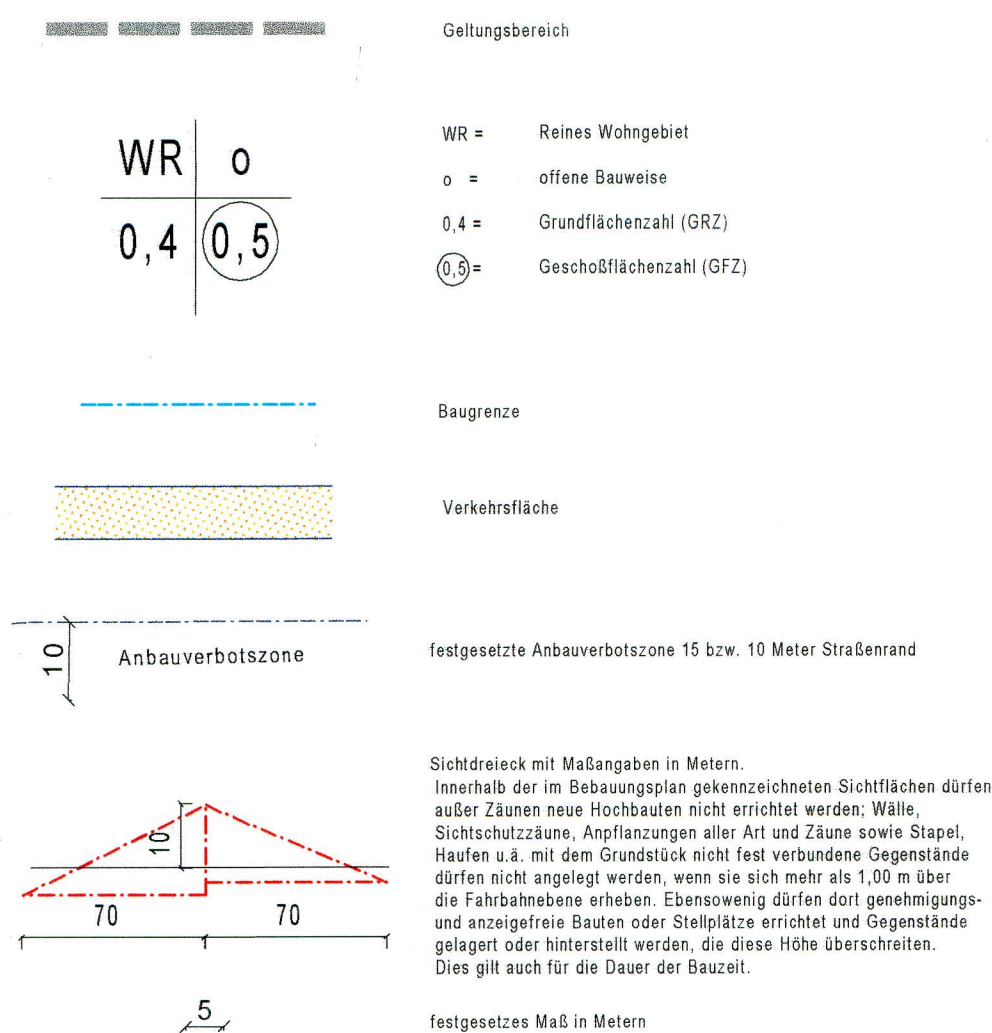 Geltungsbereich
WR o
0,4 0,5
WR = Reines Wohngebiet
o = offene Bauweise
0,4 = Grundflächenzahl (GRZ)
0,5 = Geschoßflächenzahl (GFZ)
Baugrenze
Verkehrsfläche
10
Anbauverbotszone
festgesetzte Anbauverbotszone 15 bzw. 10 Meter Straßenrand
Sichtdreieck mit Maßangaben in Metern.
Innerhalb der im Bebauungsplan gekennzeichneten Sichtflächen dürfen
außer Zäunen neue Hochbauten nicht errichtet werden; Wälle,
Sichtschutzzäune, Anpflanzungen aller Art und Zäune sowie Stapel,
Haufen u.ä. mit dem Grundstück nicht fest verbundene Gegenstände
dürfen nicht angelegt werden, wenn sie sich mehr als 1,00 m über
die Fahrbahnebene erheben. Ebensowenig dürfen dort genehmigungs-
und anzeigefreie Bauten oder Stellplätze errichtet und Gegenstände
gelagert oder hinterstellt werden, die diese Höhe überschreiten.
Dies gilt auch für die Dauer der Bauzeit.
10
70 70
5
festgesetzes Maß in Metern